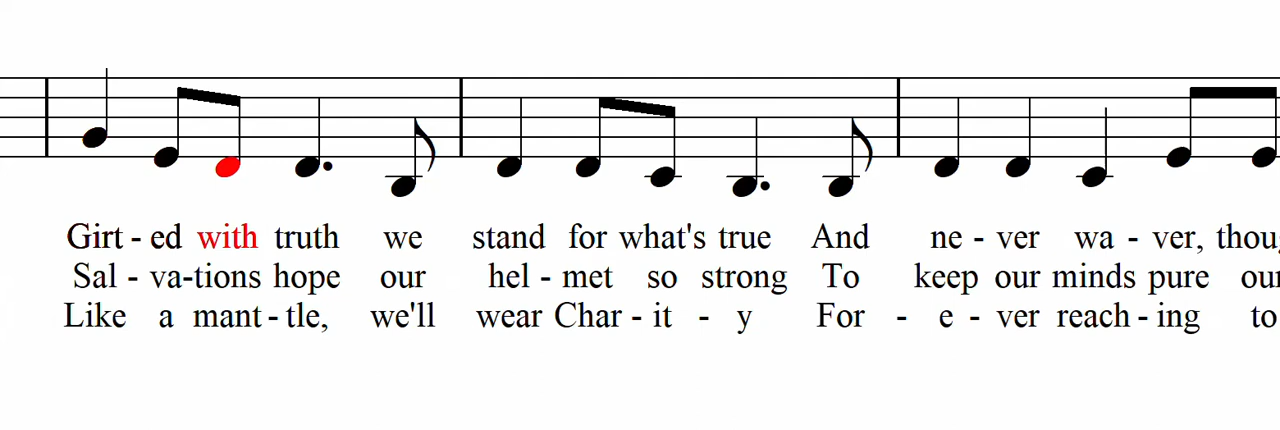 Girt - ed with truth we stand for what's true And ne - ver wa - ver,
Sal - va-tions hope our hel - met so strong To keep our minds pure
Like a mant - tle, we'll wear Char - it - y For - e - ver reach - ing to